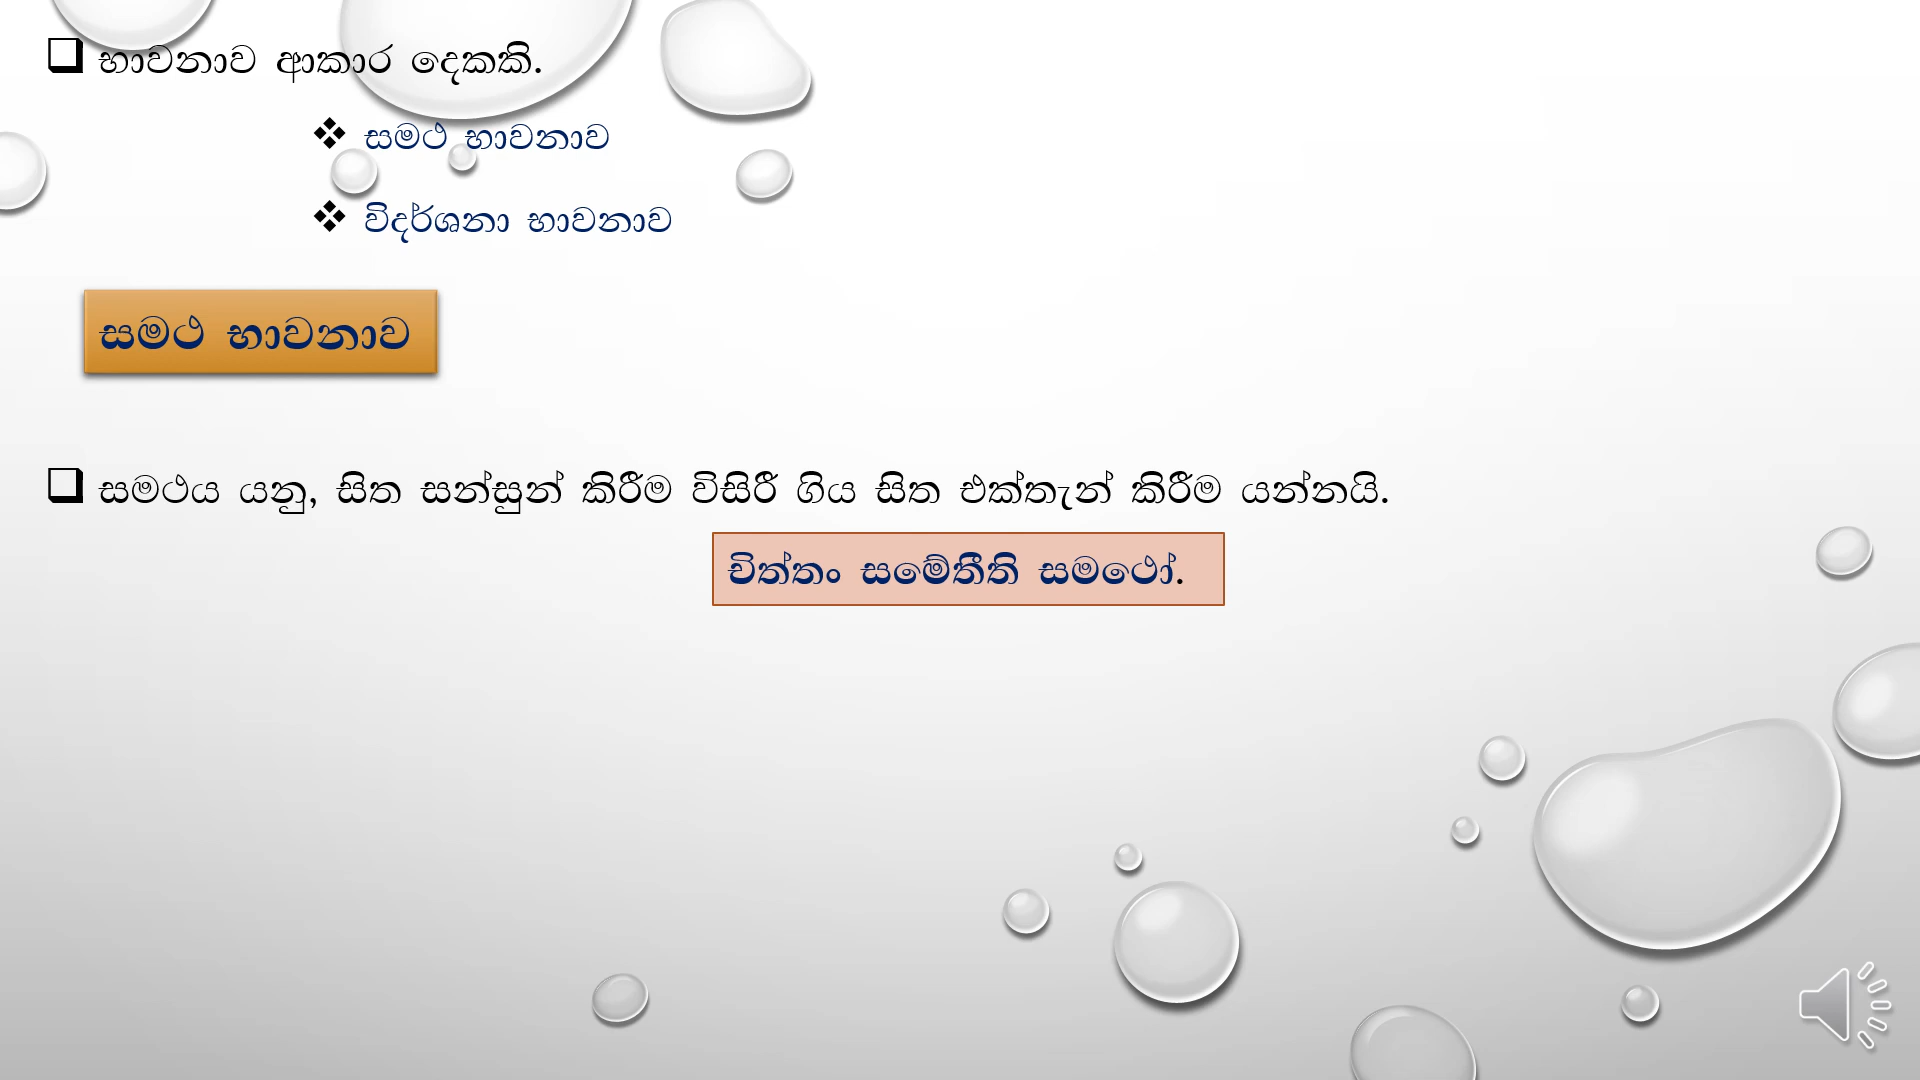 භාවනාව ආකාර දෙකකි.
සමථ භාවනාව
විදර්ශනා භාවනාව
සමථ භාවනාව
සමථය යනු, සිත සන්සුන් කිරීම විසිරී ගිය සිත එක්තැන් කිරීම යන්නයි.
චිත්තං සමේතීති සමථෝ.